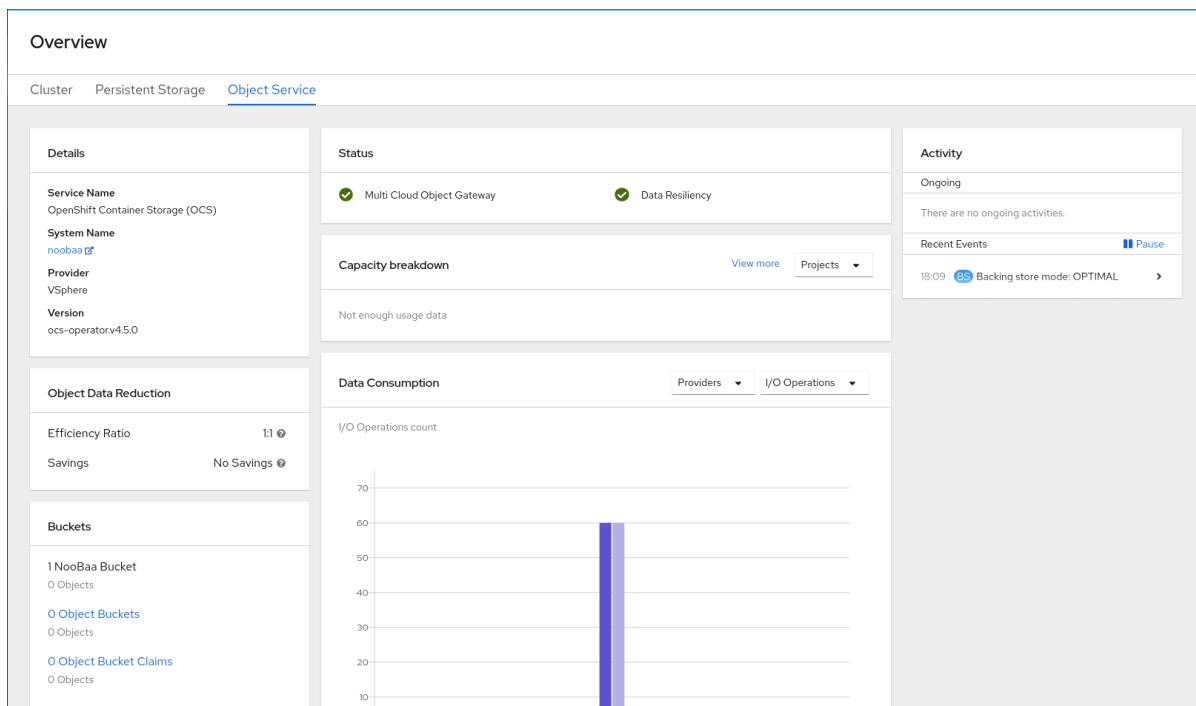 Overview
Cluster Persistent Storage Object Service
Details
Service Name
OpenShift Container Storage (OCS)
System Name
noobaa
Provider
VSphere
Version
ocs-operator.v4.5.0
Object Data Reduction
Efficiency Ratio 1:1
Savings No Savings
Buckets
1 NooBaa Bucket
0 Objects
0 Object Buckets
0 Objects
0 Object Bucket Claims
0 Objects
Status
Multi Cloud Object Gateway Data Resiliency
Capacity breakdown View more Projects
Not enough usage data
Data Consumption Providers I/O Operations
I/O Operations count
70
60
50
40
30
20
10
Activity
Ongoing
There are no ongoing activities.
Recent Events Pause
18:09 BS Backing store mode: OPTIMAL